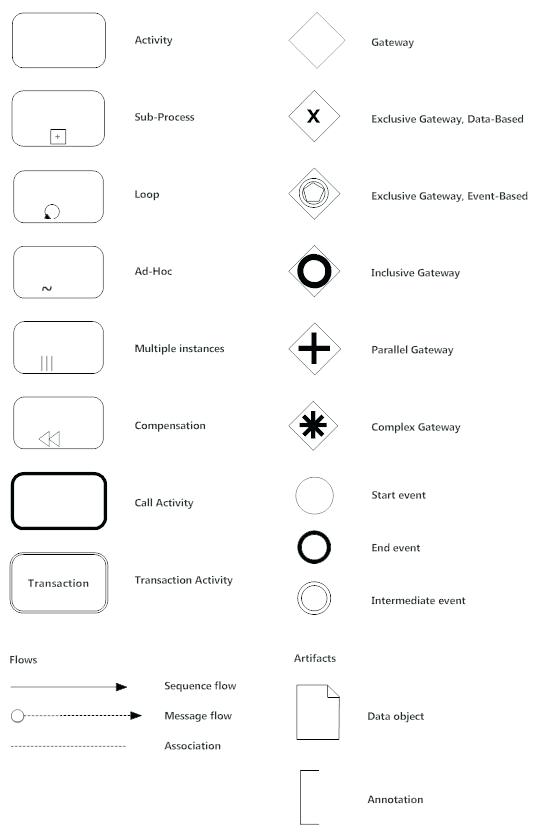 Activity
Gateway
Sub-Process
X
Exclusive Gateway, Data-Based
Loop
Exclusive Gateway, Event-Based
Ad-Hoc
Inclusive Gateway
Multiple instances
Parallel Gateway
Compensation
Complex Gateway
Call Activity
Start event
End event
Transaction
Transaction Activity
Intermediate event
Flows
Artifacts
Sequence flow
Message flow
Data object
Association
Annotation